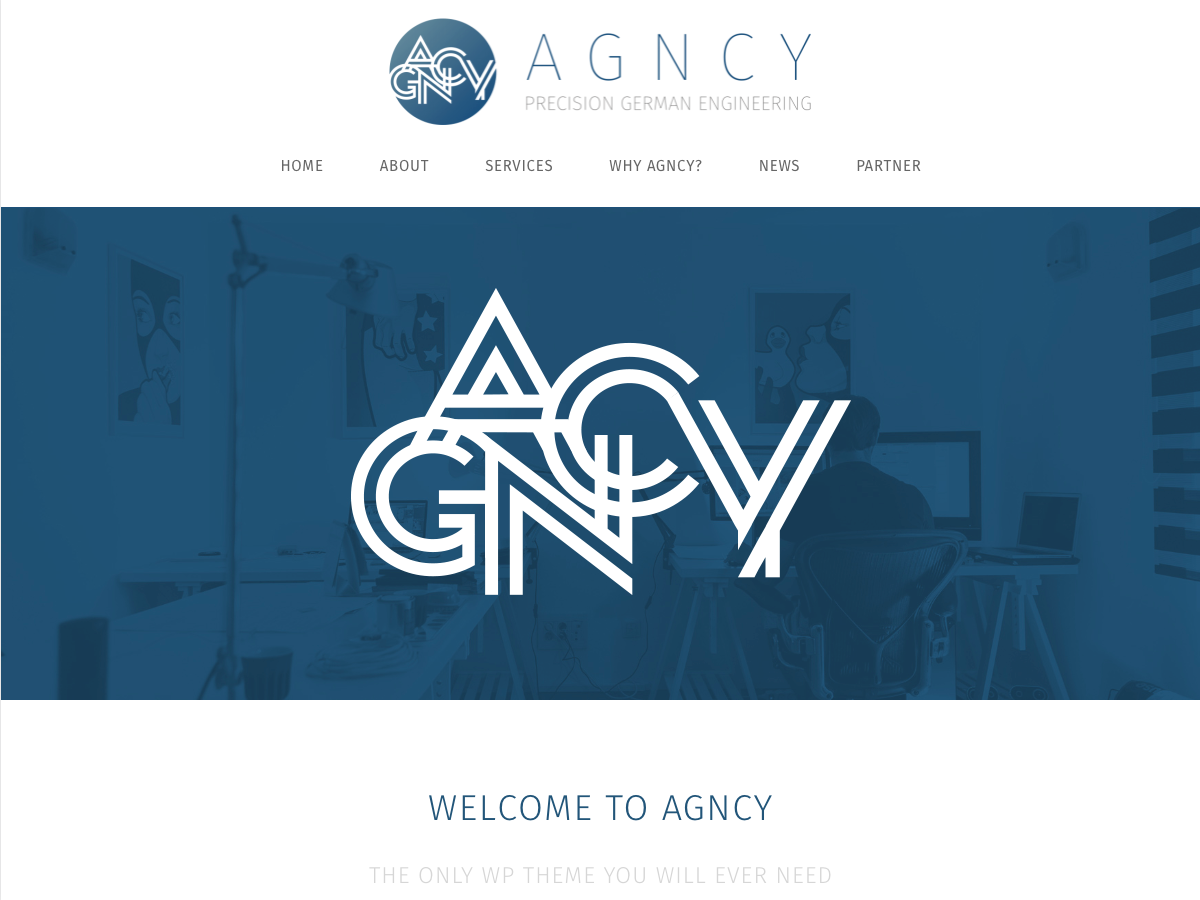 AGNCY
AGNCY
PRECISION GERMAN ENGINEERING
HOME ABOUT SERVICES WHY AGNCY? NEWS PARTNER
AGNCY
WELCOME TO AGNCY
THE ONLY WP THEME YOU WILL EVER NEED